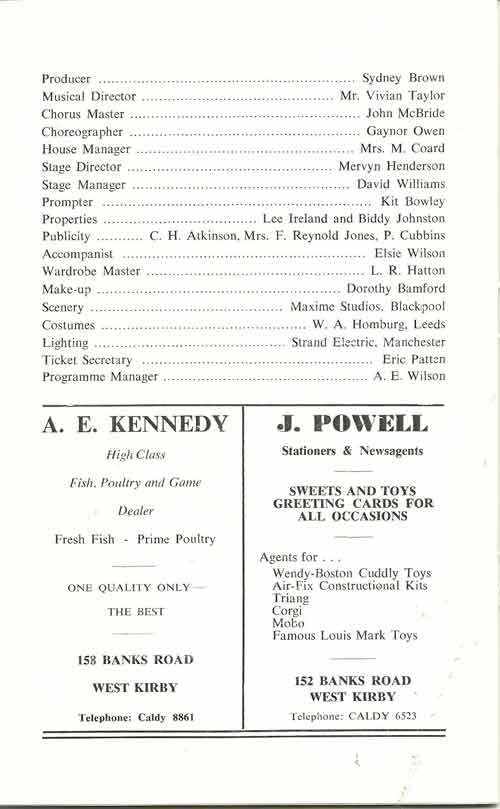 Producer ........ Sydney Brown
Musical Director ........ Mr. Vivian Taylor
Chorus Master ........ John McBride
Choreographer ........ Gaynor Owen
House Manager ........ Mrs. M. Coard
Stage Director ........ Mervyn Henderson
Stage Manager ........ David Williams
Prompter ........ Kit Bowley
Properties ........ Lee Ireland and Biddy Johnston
Publicity ........ C. H. Atkinson, Mrs. F. Reynold Jones, P. Cubbins
Accompanist ........ Elsie Wilson
Wardrobe Master ........ L. R. Hatton
Make-up ........ Dorothy Bamford
Scenery ........ Maxime Studios, Blackpool
Costumes ........ W. A. Homburg, Leeds
Lighting ........ Strand Electric, Manchester
Ticket Secretary ........ Eric Patten
Programme Manager ........ A. E. Wilson
A. E. KENNEDY
High Class
Fish, Poultry and Game
Dealer
Fresh Fish - Prime Poultry
ONE QUALITY ONLY—
THE BEST
158 BANKS ROAD
WEST KIRBY
Telephone: Caldy 8861
J. POWELL
Stationers & Newsagents
SWEETS AND TOYS
GREETING CARDS FOR
ALL OCCASIONS
Agents for . . .
Wendy-Boston Cuddly Toys
Air-Fix Constructional Kits
Triang
Corgi
Mobo
Famous Louis Mark Toys
152 BANKS ROAD
WEST KIRBY
Telephone: CALDY 6523